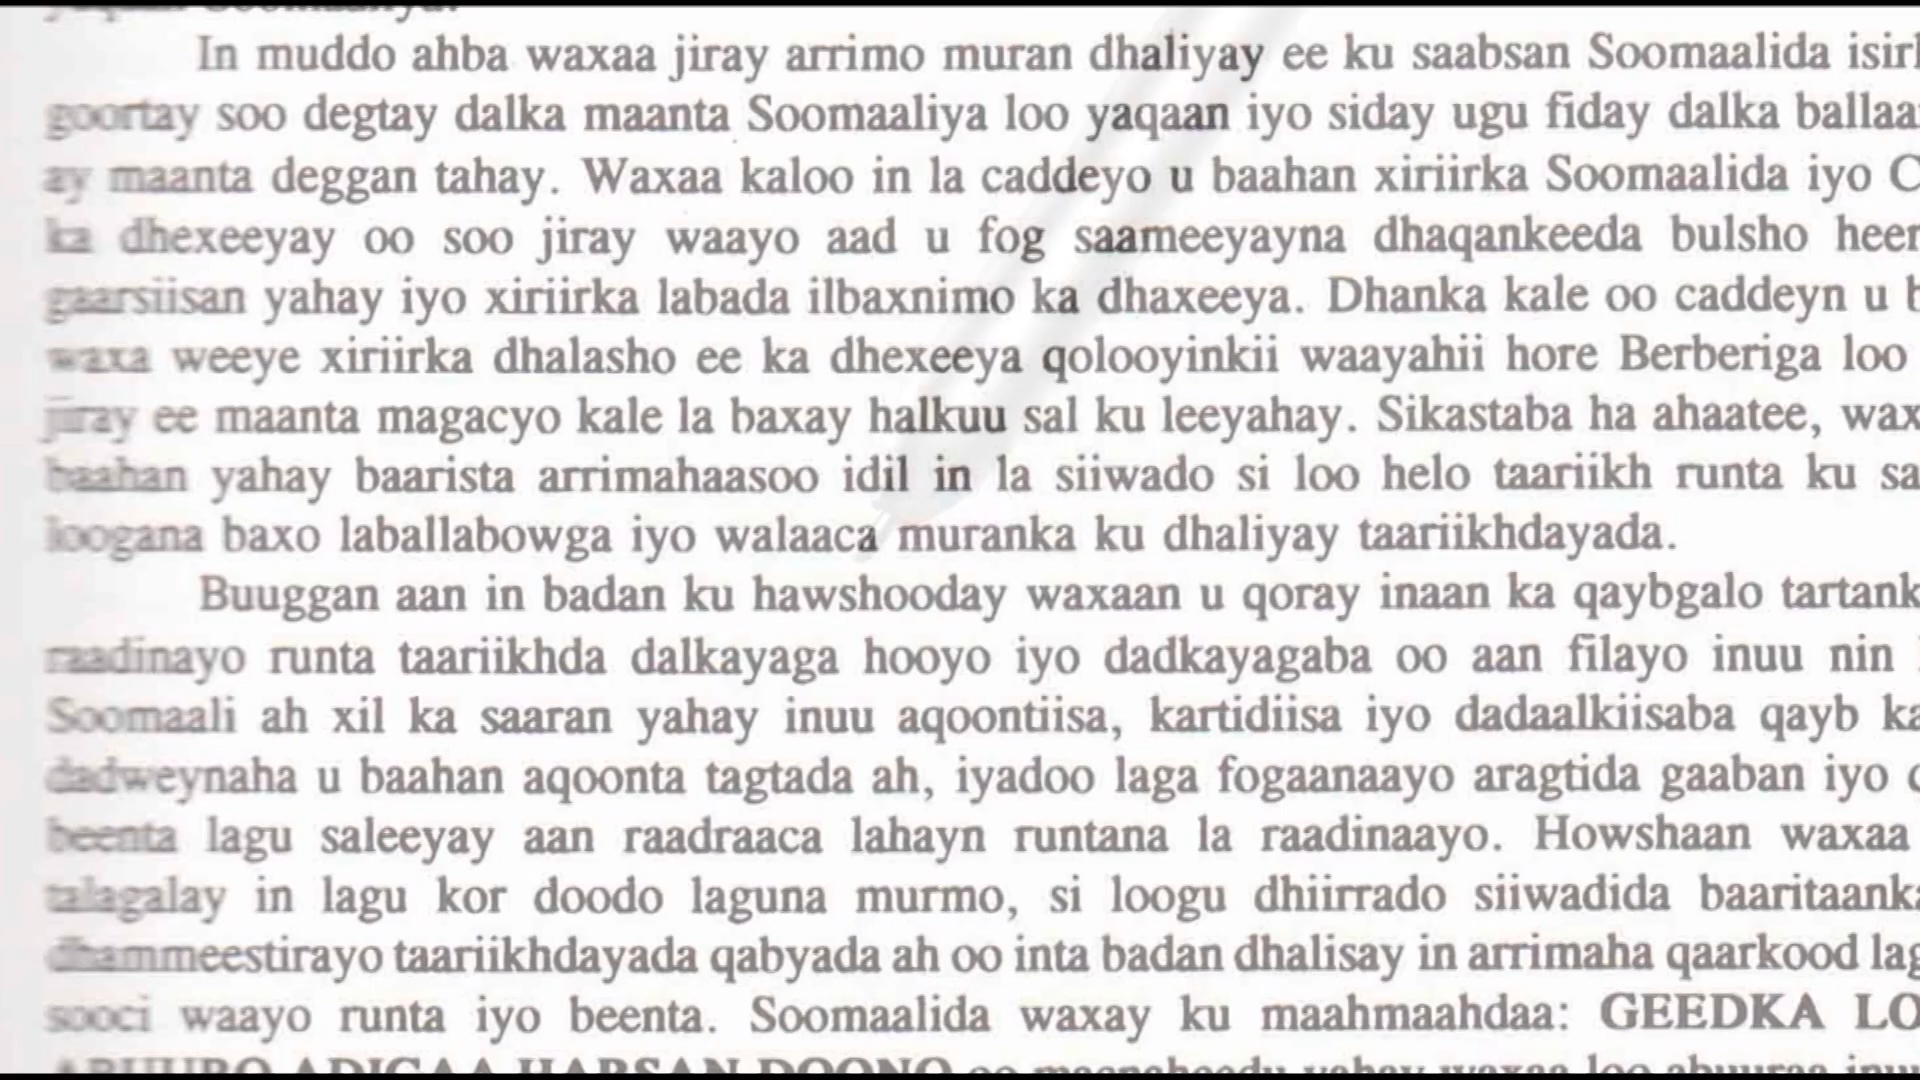 In muddo ahba waxaa jiray arrimo muran dhaliyay ee ku saabsan Soomaalida
goortay soo degtay dalka maanta Soomaaliya loo yaqaan iyo siday ugu fiday dalka
ay maanta deggan tahay. Waxaa kaloo in la caddeyo u baahan xiriirka Soomaalida iyo
ka dhexeeyay oo soo jiray waayo aad u fog saameeyayna dhaqankeeda bulsho
gaarsiisan yahay iyo xiriirka labada ilbaxnimo ka dhaxeeya. Dhanka kale oo caddeyn u
waxa weeye xiriirka dhalasho ee ka dhexeeya qolooyinkii waayahii hore Berberiga loo
jiray ee maanta magacyo kale la baxay halkuu sal ku leeyahay. Sikastaba ha ahaatee,
baahan yahay baarista arrimahaasoo idil in la siiwado si loo helo taariikh runta ku
loogana baxo laballabowga iyo walaaca muranka ku dhaliyay taariikhdayada.
Buuggan aan in badan ku hawshooday waxaan u qoray inaan ka qaybgalo
raadinayo runta taariikhda dalkayaga hooyo iyo dadkayagaba oo aan filayo inuu nin
Soomaali ah xil ka saaran yahay inuu aqoontiisa, kartidiisa iyo dadaalkiisaba qayb
dadweynaha u baahan aqoonta tagtada ah, iyadoo laga fogaanaayo aragtida gaaban iyo
beenta lagu saleeyay aan raadraaca lahayn runtana la raadinaayo. Howshaan waxaa
talagalay in lagu kor doodo laguna murmo, si loogu dhiirrado siiwadida
dhammeestirayo taariikhdayada qabyada ah oo inta badan dhalisay in arrimaha qaarkood
sooci waayo runta iyo beenta. Soomaalida waxay ku maahmaahdaa: GEEDKA